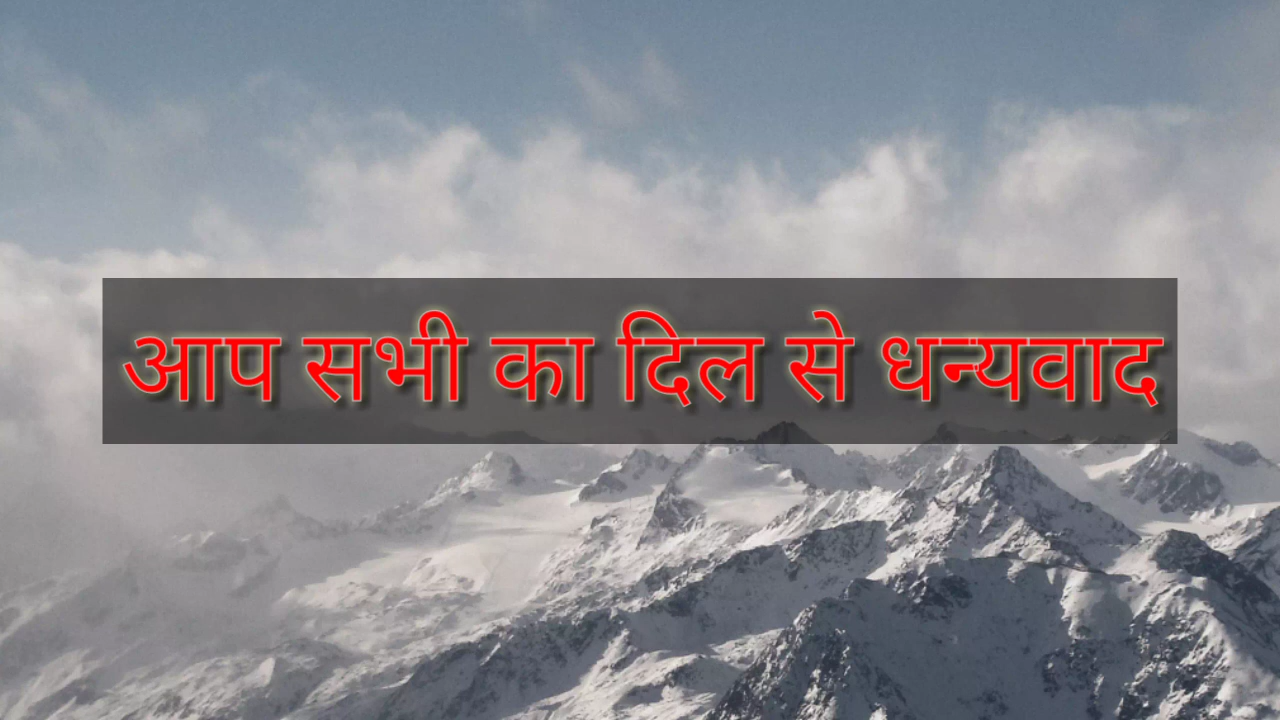 आप सभी का दिल से धन्यवाद